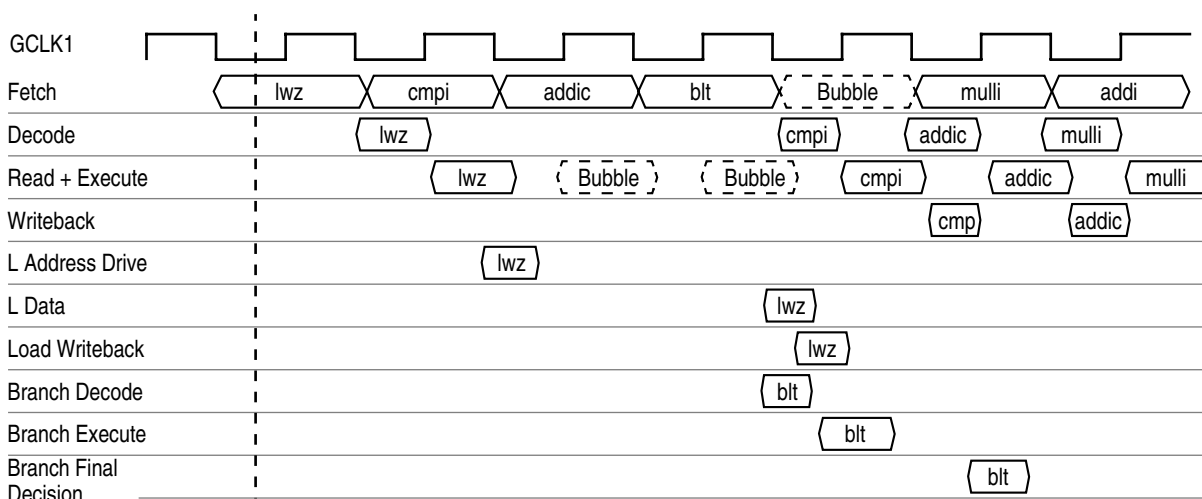 GCLK1
Fetch lwz cmpi addic blt Bubble mulli addi
Decode lwz cmpi addic mulli
Read + Execute lwz Bubble Bubble cmpi addic mulli
Writeback cmp addic
L Address Drive lwz
L Data lwz
Load Writeback lwz
Branch Decode blt
Branch Execute blt
Branch Final
Decision blt